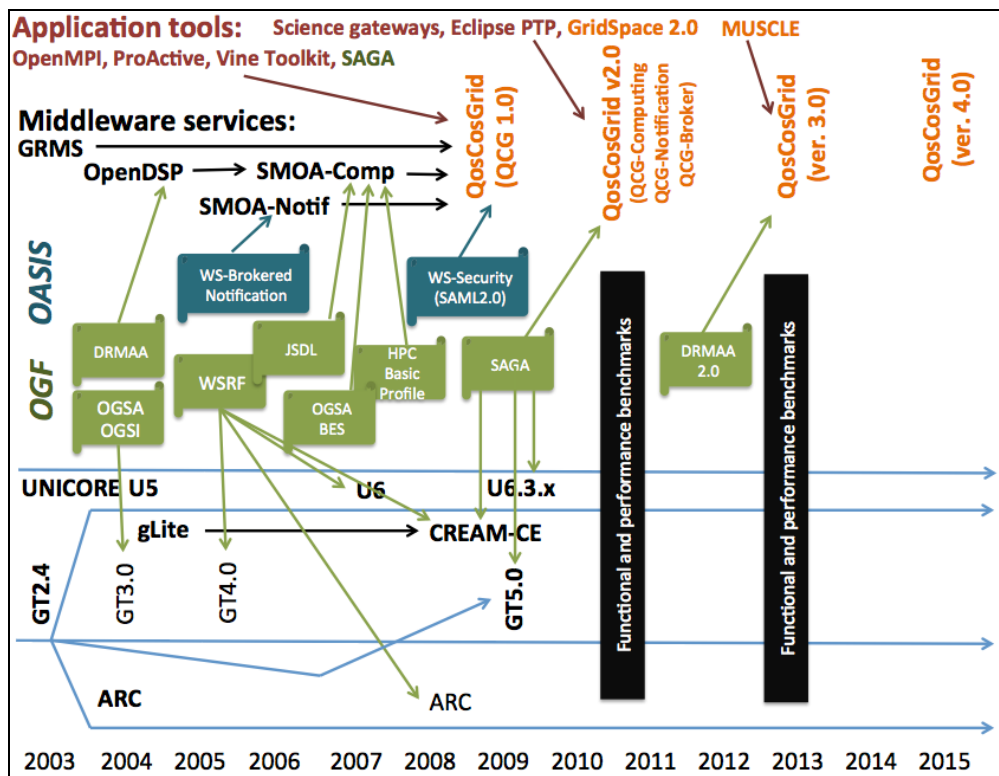 Application tools:
Science gateways, Eclipse PTP, GridSpace 2.0
MUSCLE
OpenMPI, ProActive, Vine Toolkit, SAGA
QosCosGrid
(QCG 1.0)
QosCosGrid v2.0
(QCG-Computing
QCG-Notification
QCG-Broker)
QosCosGrid
(ver. 3.0)
QosCosGrid
(ver. 4.0)
Middleware services:
GRMS
OpenDSP
SMOA-Comp
SMOA-Notif
OASIS
WS-Brokered
Notification
WS-Security
(SAML2.0)
OGF
DRMAA
OGSA
OGSI
WSRF
JSDL
OGSA
BES
HPC
Basic
Profile
SAGA
DRMAA
2.0
Functional and performance benchmarks
Functional and performance benchmarks
UNICORE U5
U6
U6.3.x
gLite
CREAM-CE
GT2.4
GT3.0
GT4.0
GT5.0
ARC
ARC
2003 2004 2005 2006 2007 2008 2009 2010 2011 2012 2013 2014 2015